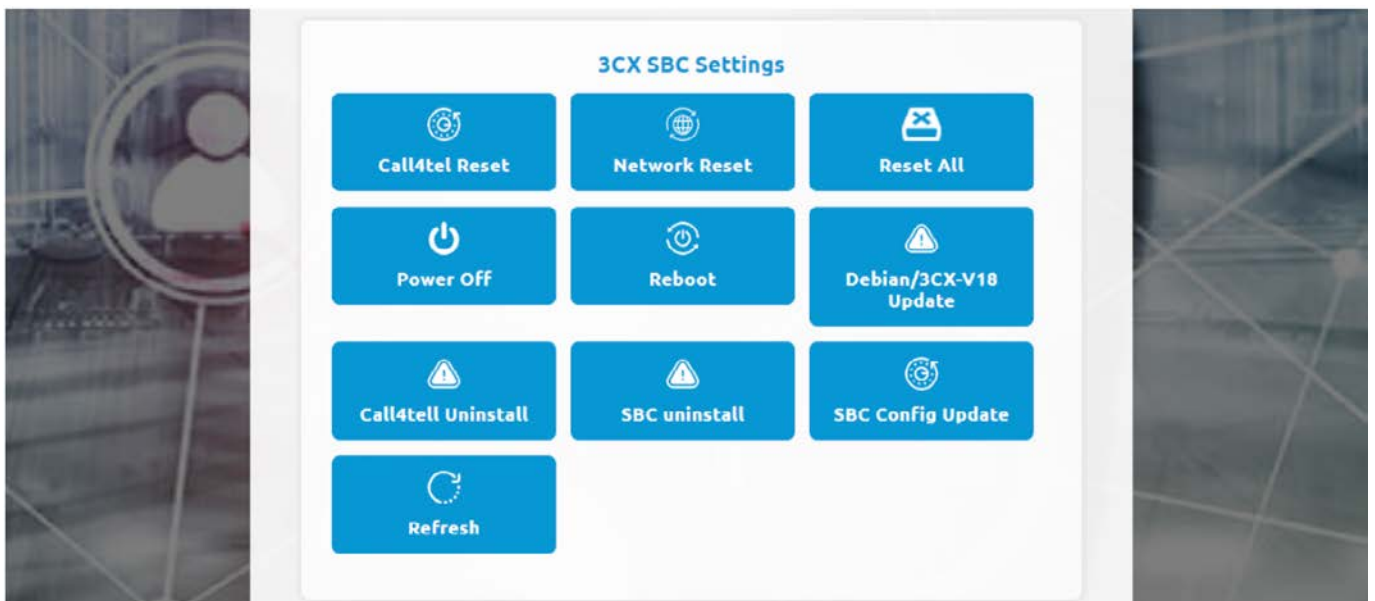 3CX SBC Settings
Call4tel Reset
Network Reset
Reset All
Power Off
Reboot
Debian/3CX-V18
Update
Call4tell Uninstall
SBC uninstall
SBC Config Update
Refresh